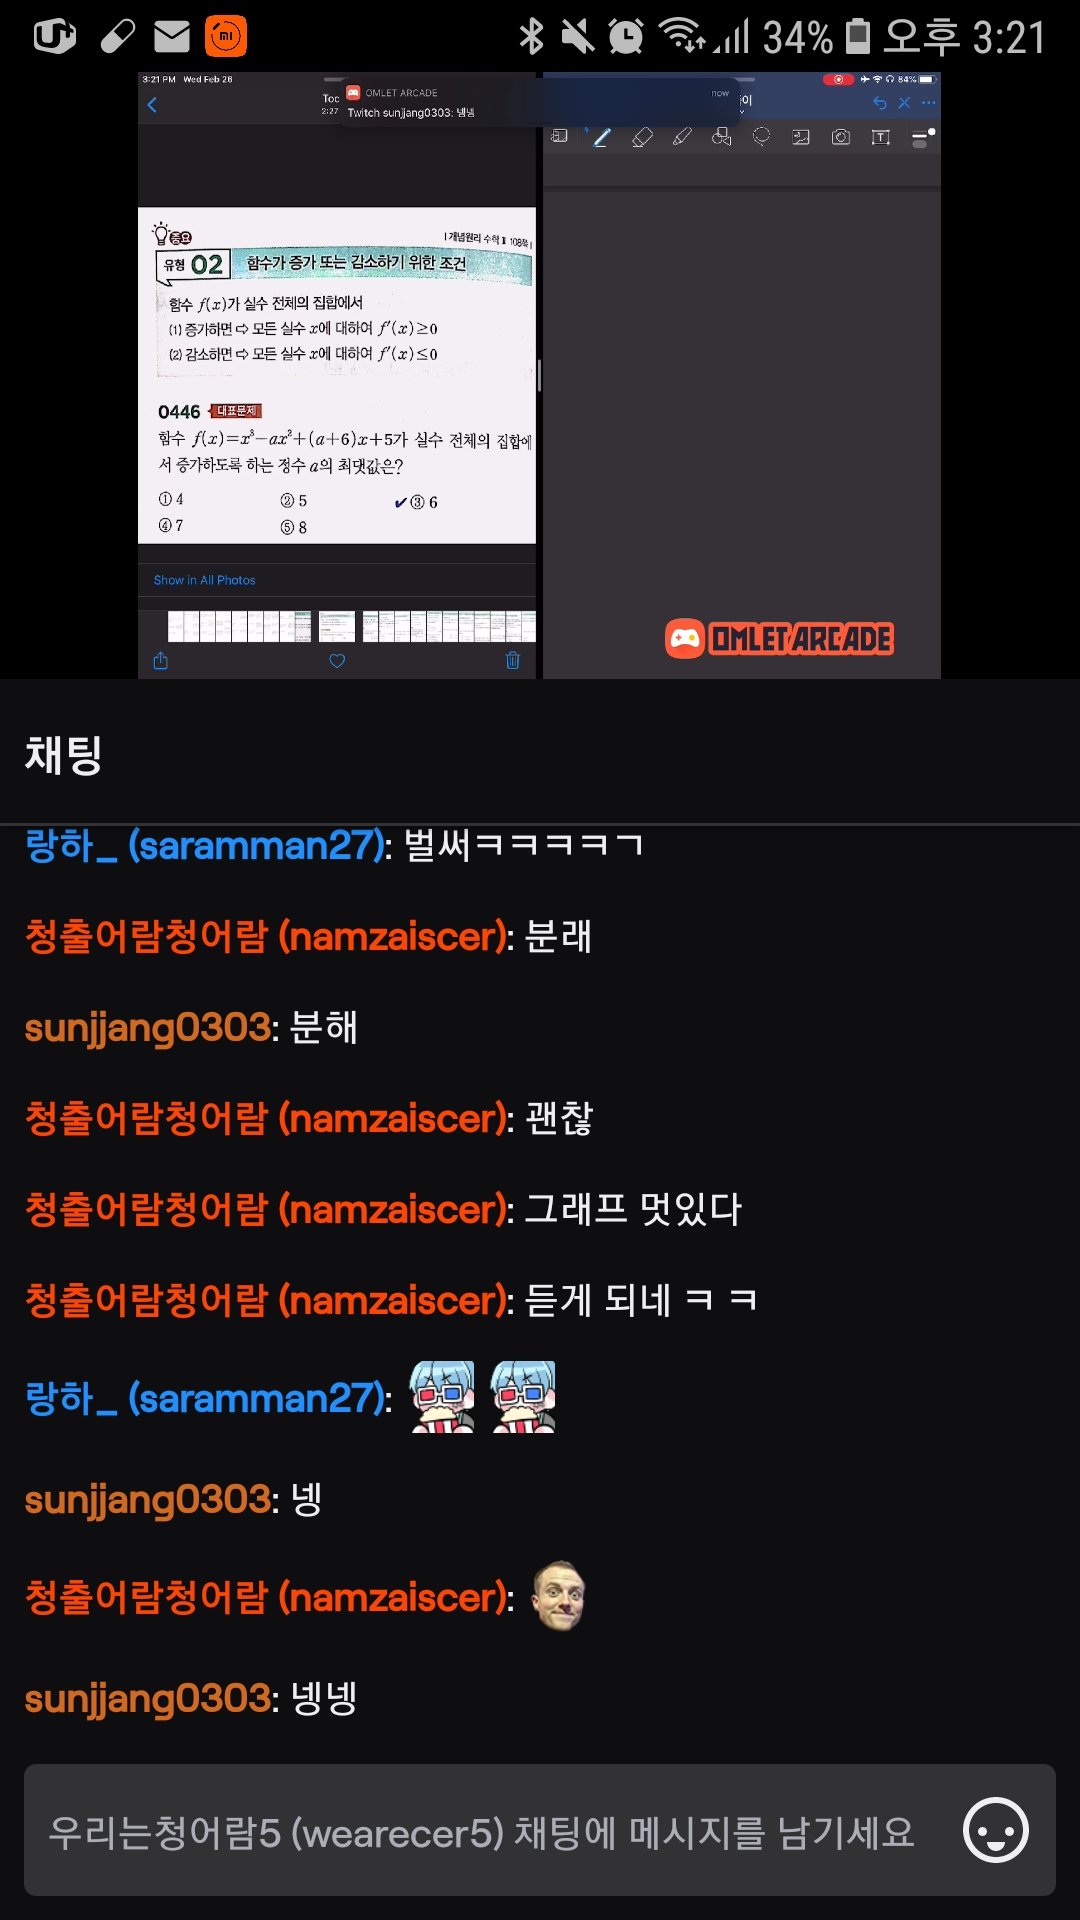 34% 오후 3:21
3:21 PM Wed Feb 26
OMLET ARCADE
now
Twitch sunjjang0303: 넹넹
Toc
2:27
84%
중요
| 개념원리 수학 Ⅱ 108쪽 |
유형 02 함수가 증가 또는 감소하기 위한 조건
함수 f(x)가 실수 전체의 집합에서
(1) 증가하면 ⇨ 모든 실수 x에 대하여 f′(x)≥0
(2) 감소하면 ⇨ 모든 실수 x에 대하여 f′(x)≤0
0446 대표문제
함수 f(x)=x³-ax²+(a+6)x+5가 실수 전체의 집합에
서 증가하도록 하는 정수 a의 최댓값은?
① 4 ② 5 ✔③ 6
④ 7 ⑤ 8
Show in All Photos
OMLET ARCADE
채팅
랑하_ (saramman27): 벌써ㅋㅋㅋㅋㄱ
청출어람청어람 (namzaiscer): 분래
sunjjang0303: 분해
청출어람청어람 (namzaiscer): 괜찮
청출어람청어람 (namzaiscer): 그래프 멋있다
청출어람청어람 (namzaiscer): 듣게 되네 ㅋ ㅋ
랑하_ (saramman27):
sunjjang0303: 넹
청출어람청어람 (namzaiscer):
sunjjang0303: 넹넹
우리는청어람5 (wearecer5) 채팅에 메시지를 남기세요